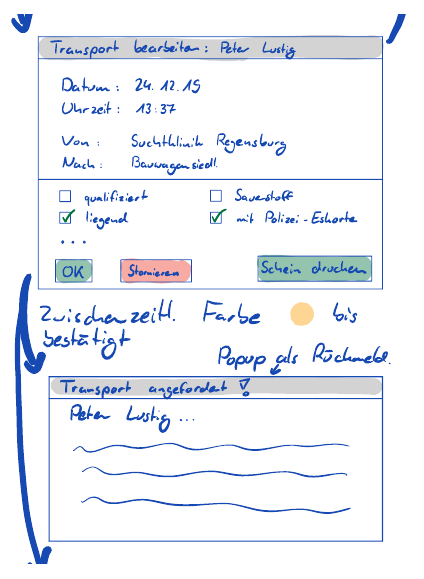 Transport bearbeiten: Peter Lustig
Datum: 24.12.15
Uhrzeit: 13:37
Von: Suchtklinik Regensburg
Nach: Bauwagensiedl.
qualifiziert
Sauerstoff
liegend
mit Polizei-Eskorte
...
OK
Stornieren
Schein drucken
Zwischenzeitl. Farbe bis
bestätigt
Popup als Rückmeld.
Transport angefordert !
Peter Lustig ...